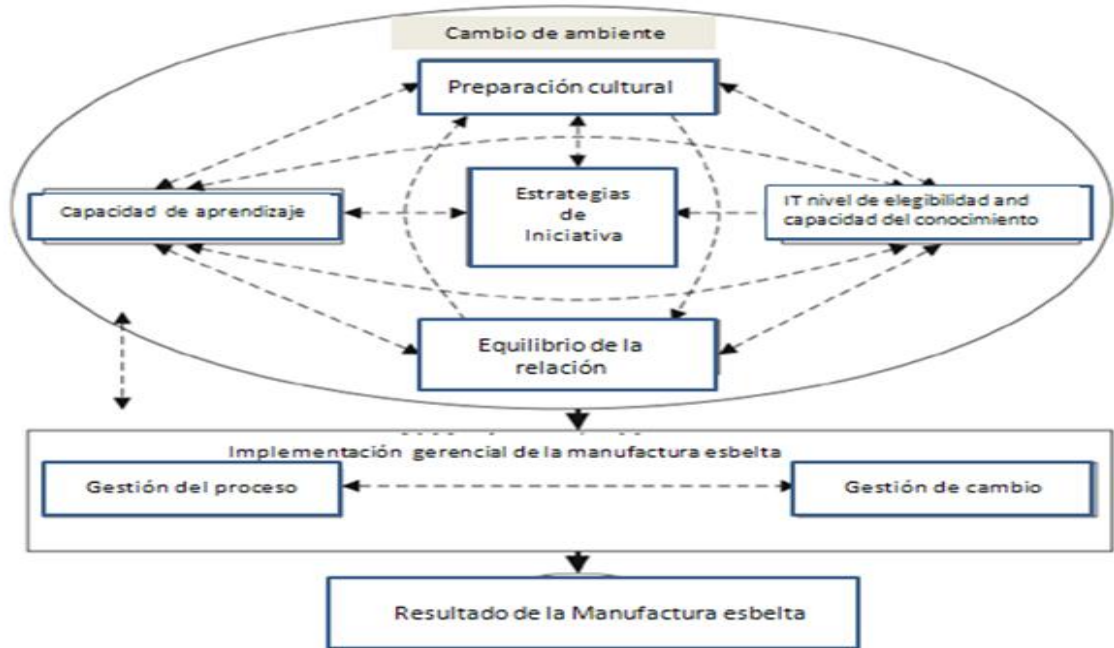 Cambio de ambiente
Preparación cultural
Capacidad de aprendizaje
Estrategias
de
Iniciativa
IT nivel de elegibilidad and
capacidad del conocimiento
Equilibrio de la
relación
Implementación gerencial de la manufactura esbelta
Gestión del proceso
Gestión de cambio
Resultado de la Manufactura esbelta